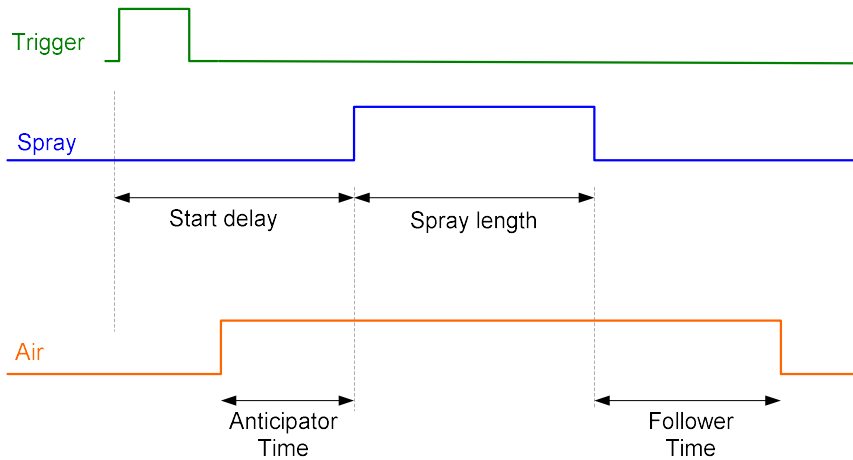 Trigger
Spray
Start delay
Spray length
Air
Anticipator
Time
Follower
Time